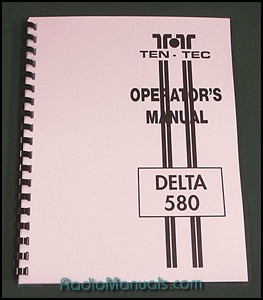 TEN-TEC
OPERATOR'S
MANUAL
DELTA
580
RadioManuals.com